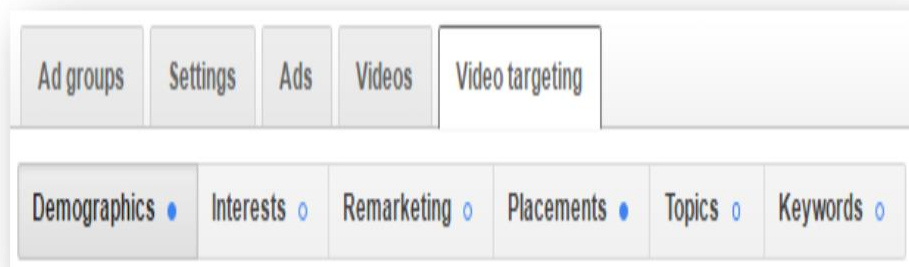 Ad groups Settings Ads Videos Video targeting
Demographics Interests Remarketing Placements Topics Keywords